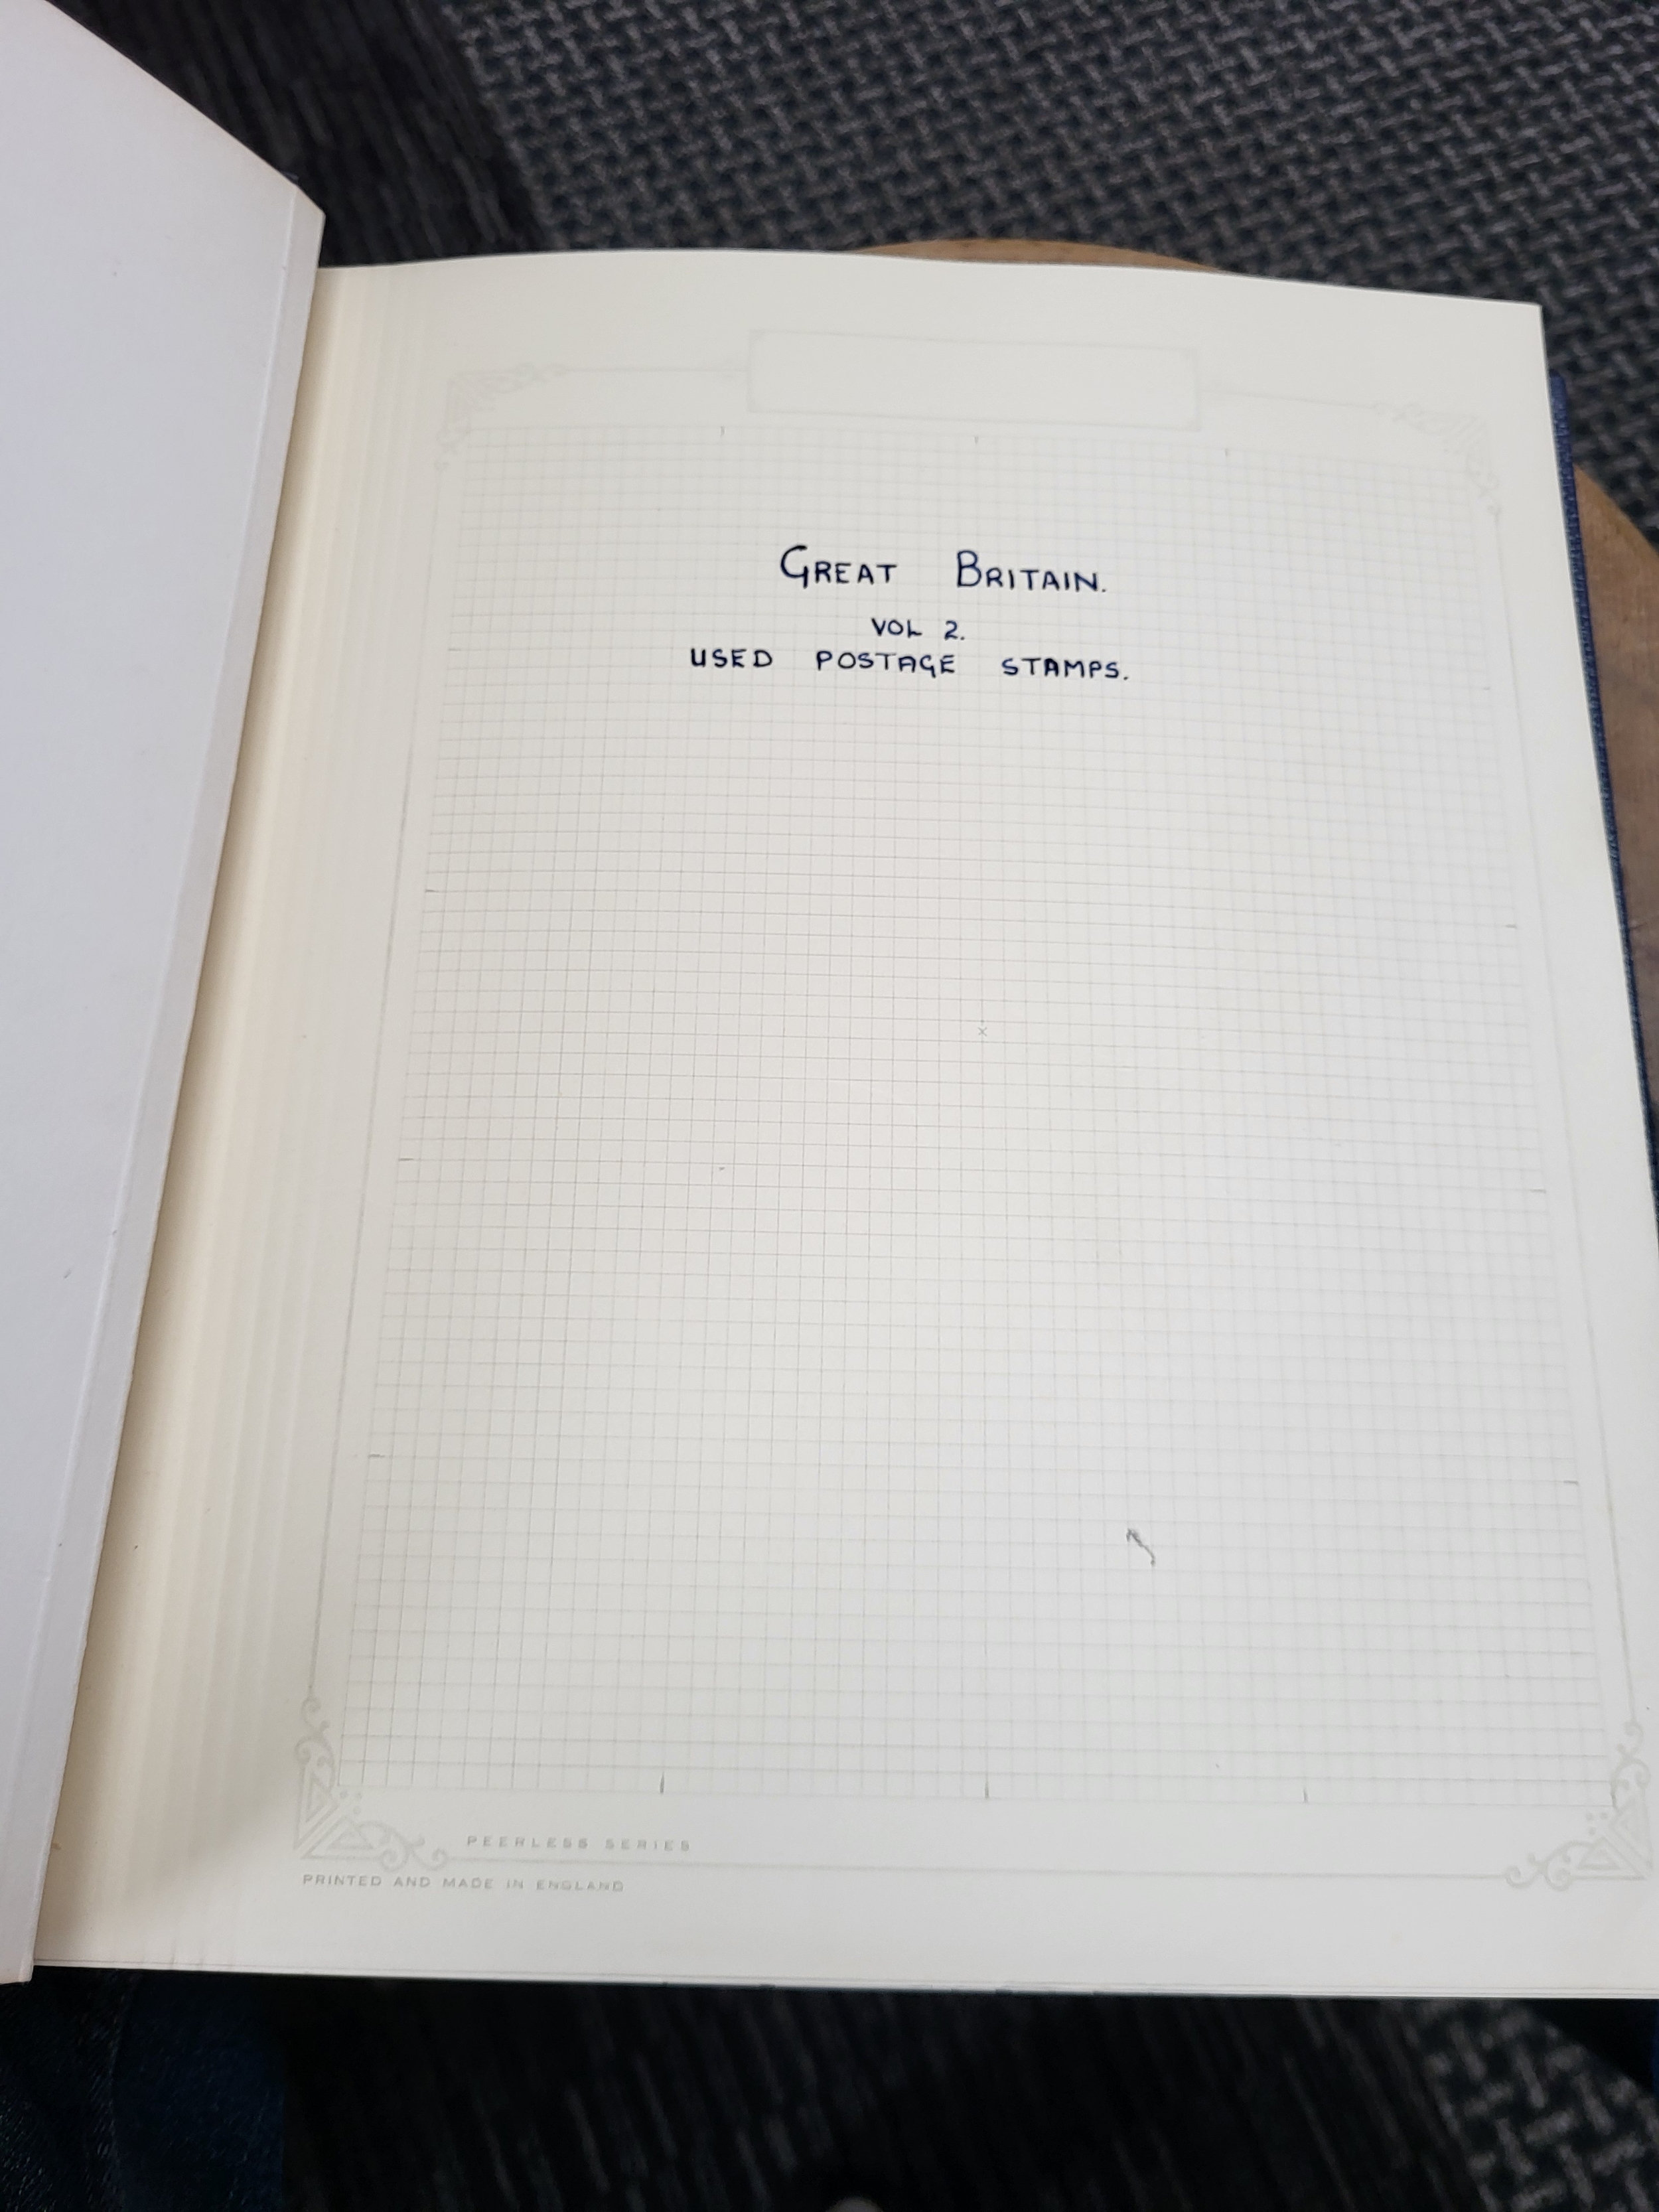 GREAT BRITAIN.
VOL 2.
USED POSTAGE STAMPS.
PEERLESS SERIES
PRINTED AND MADE IN ENGLAND